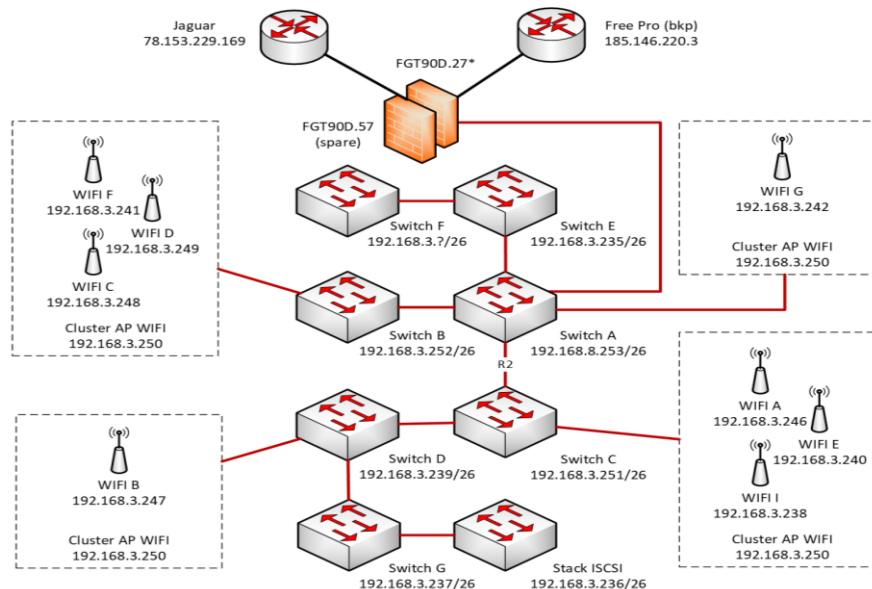 Jaguar
78.153.229.169
Free Pro (bkp)
185.146.220.3
FGT90D.27*
FGT90D.57
(spare)
WIFI F
192.168.3.241
WIFI D
192.168.3.249
WIFI C
192.168.3.248
Cluster AP WIFI
192.168.3.250
Switch F
192.168.3.?/26
Switch E
192.168.3.235/26
WIFI G
192.168.3.242
Cluster AP WIFI
192.168.3.250
Switch B
192.168.3.252/26
Switch A
192.168.8.253/26
R2
WIFI B
192.168.3.247
Cluster AP WIFI
192.168.3.250
Switch D
192.168.3.239/26
Switch C
192.168.3.251/26
WIFI A
192.168.3.246
WIFI E
192.168.3.240
WIFI I
192.168.3.238
Cluster AP WIFI
192.168.3.250
Switch G
192.168.3.237/26
Stack ISCSI
192.168.3.236/26